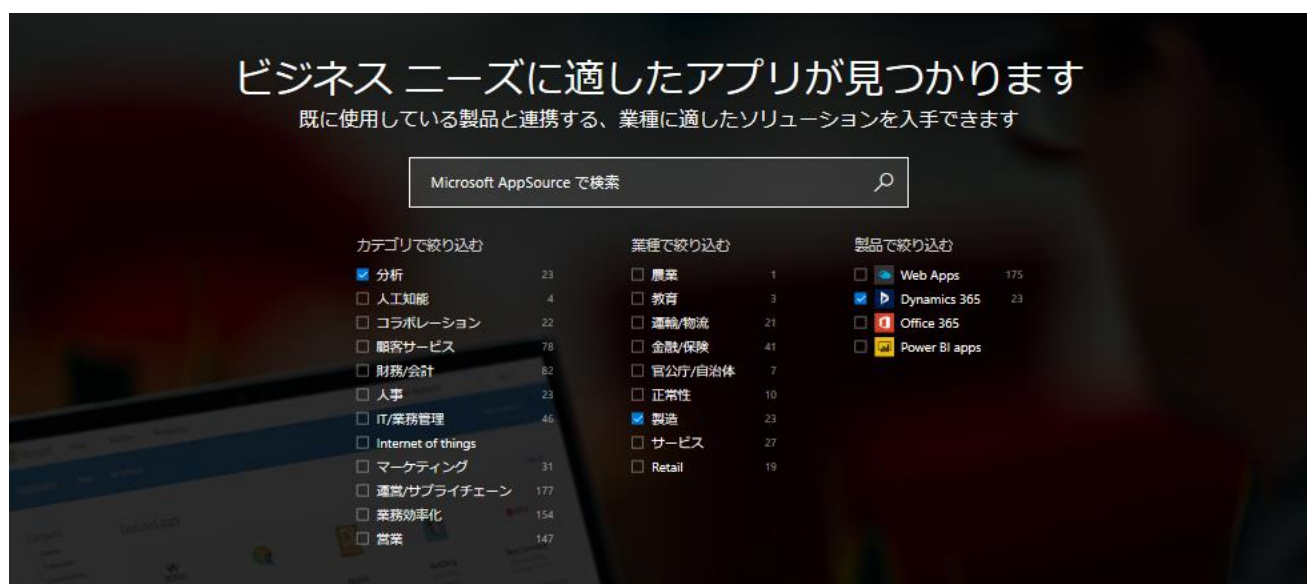 ビジネス ニーズに適したアプリが見つかります
既に使用している製品と連携する、業種に適したソリューションを入手できます
Microsoft AppSource で検索
カテゴリで絞り込む
分析 23
人工知能 4
コラボレーション 22
顧客サービス 78
財務/会計 82
人事 23
IT/業務管理 46
Internet of things
マーケティング 31
運営/サプライチェーン 177
業務効率化 154
営業 147
業種で絞り込む
農業 1
教育 3
運輸/物流 21
金融/保険 41
官公庁/自治体 7
正常性 10
製造 23
サービス 27
Retail 19
製品で絞り込む
Web Apps 175
Dynamics 365 23
Office 365
Power BI apps